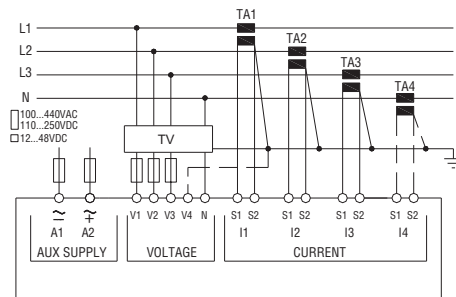 TA1
L1
TA2
L2
TA3
L3
TA4
N
100...440VAC
110...250VDC
12...48VDC
TV
V1 V2 V3 V4 N S1 S2 S1 S2 S1 S2 S1 S2
A1 A2 I1 I2 I3 I4
AUX SUPPLY VOLTAGE CURRENT